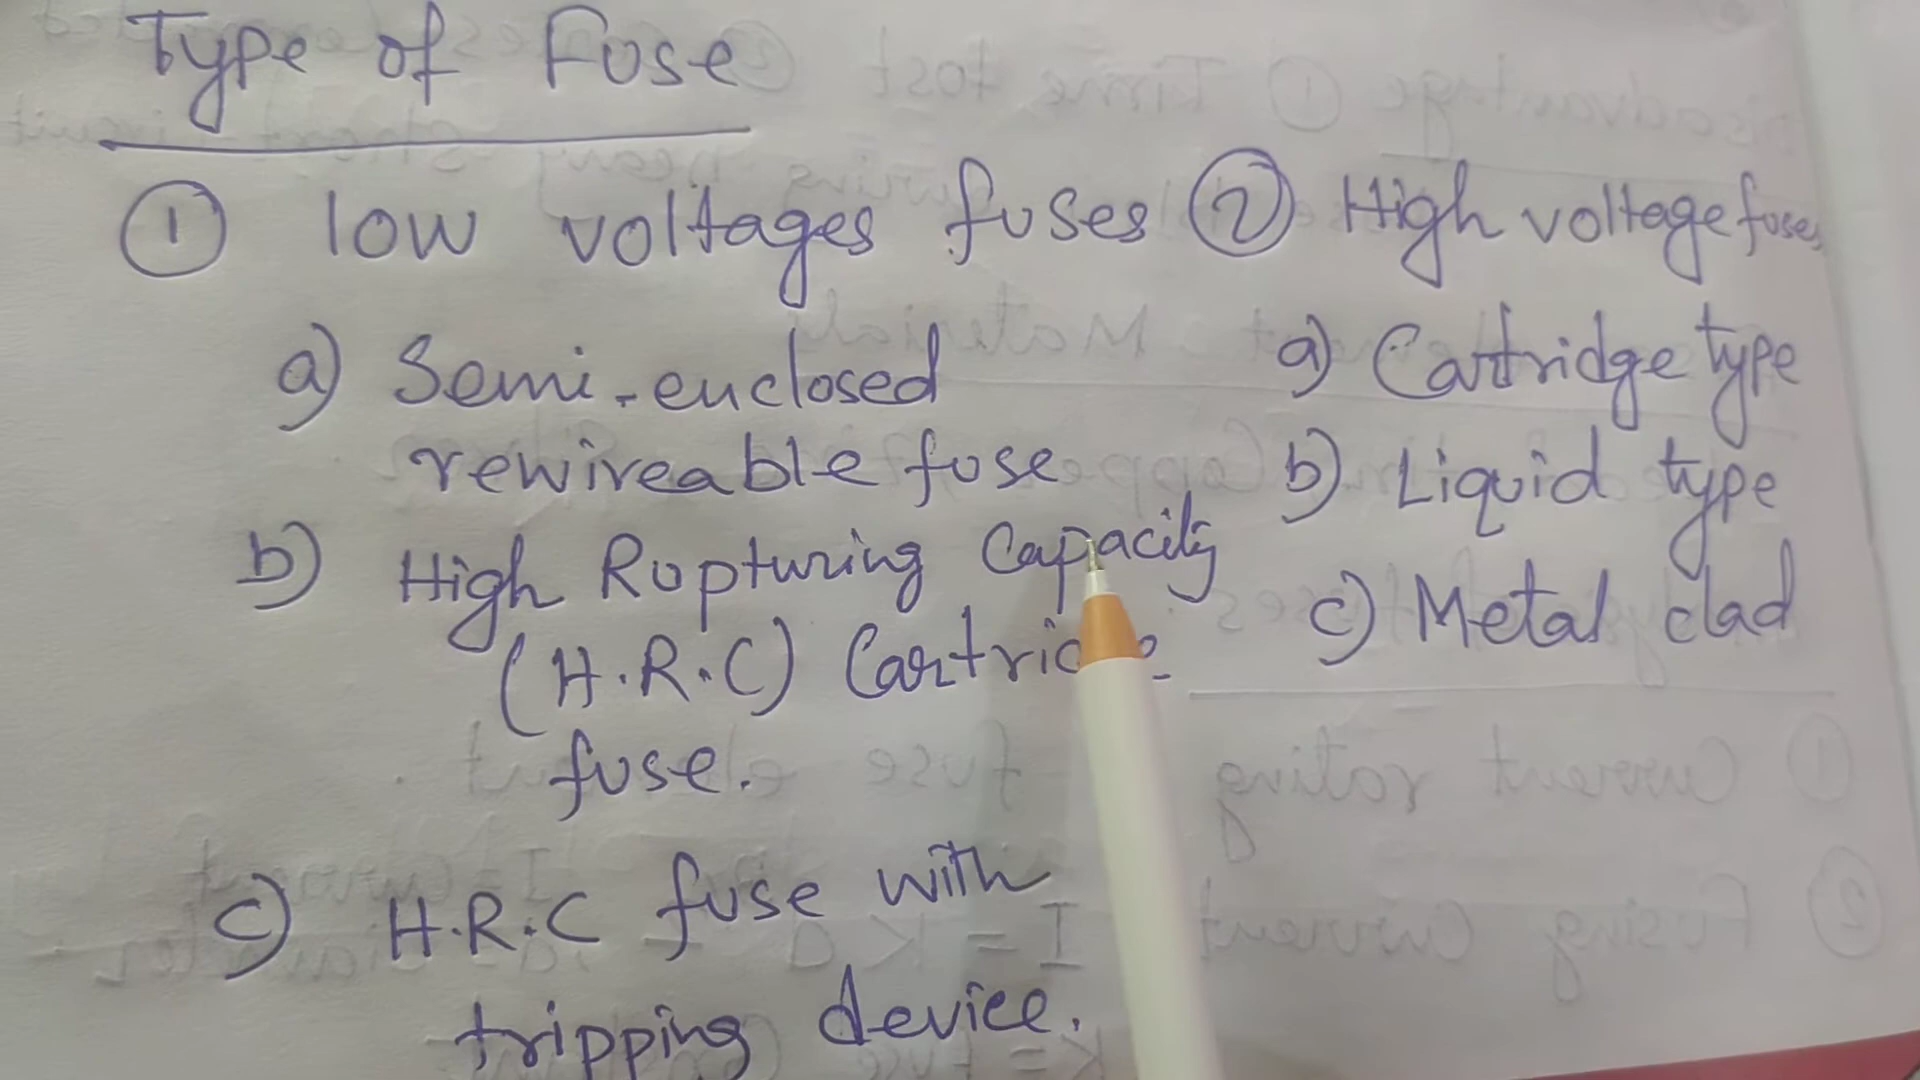 Type of Fuse
① low voltages fuses
a) Semi-enclosed
rewireable fuse
b) High Rupturing Capacity
(H.R.C)
fuse.
c) H.R.C fuse with
tripping device.
② High voltage fuses
a) Cartridge type
b) Liquid type
c) Metal clad